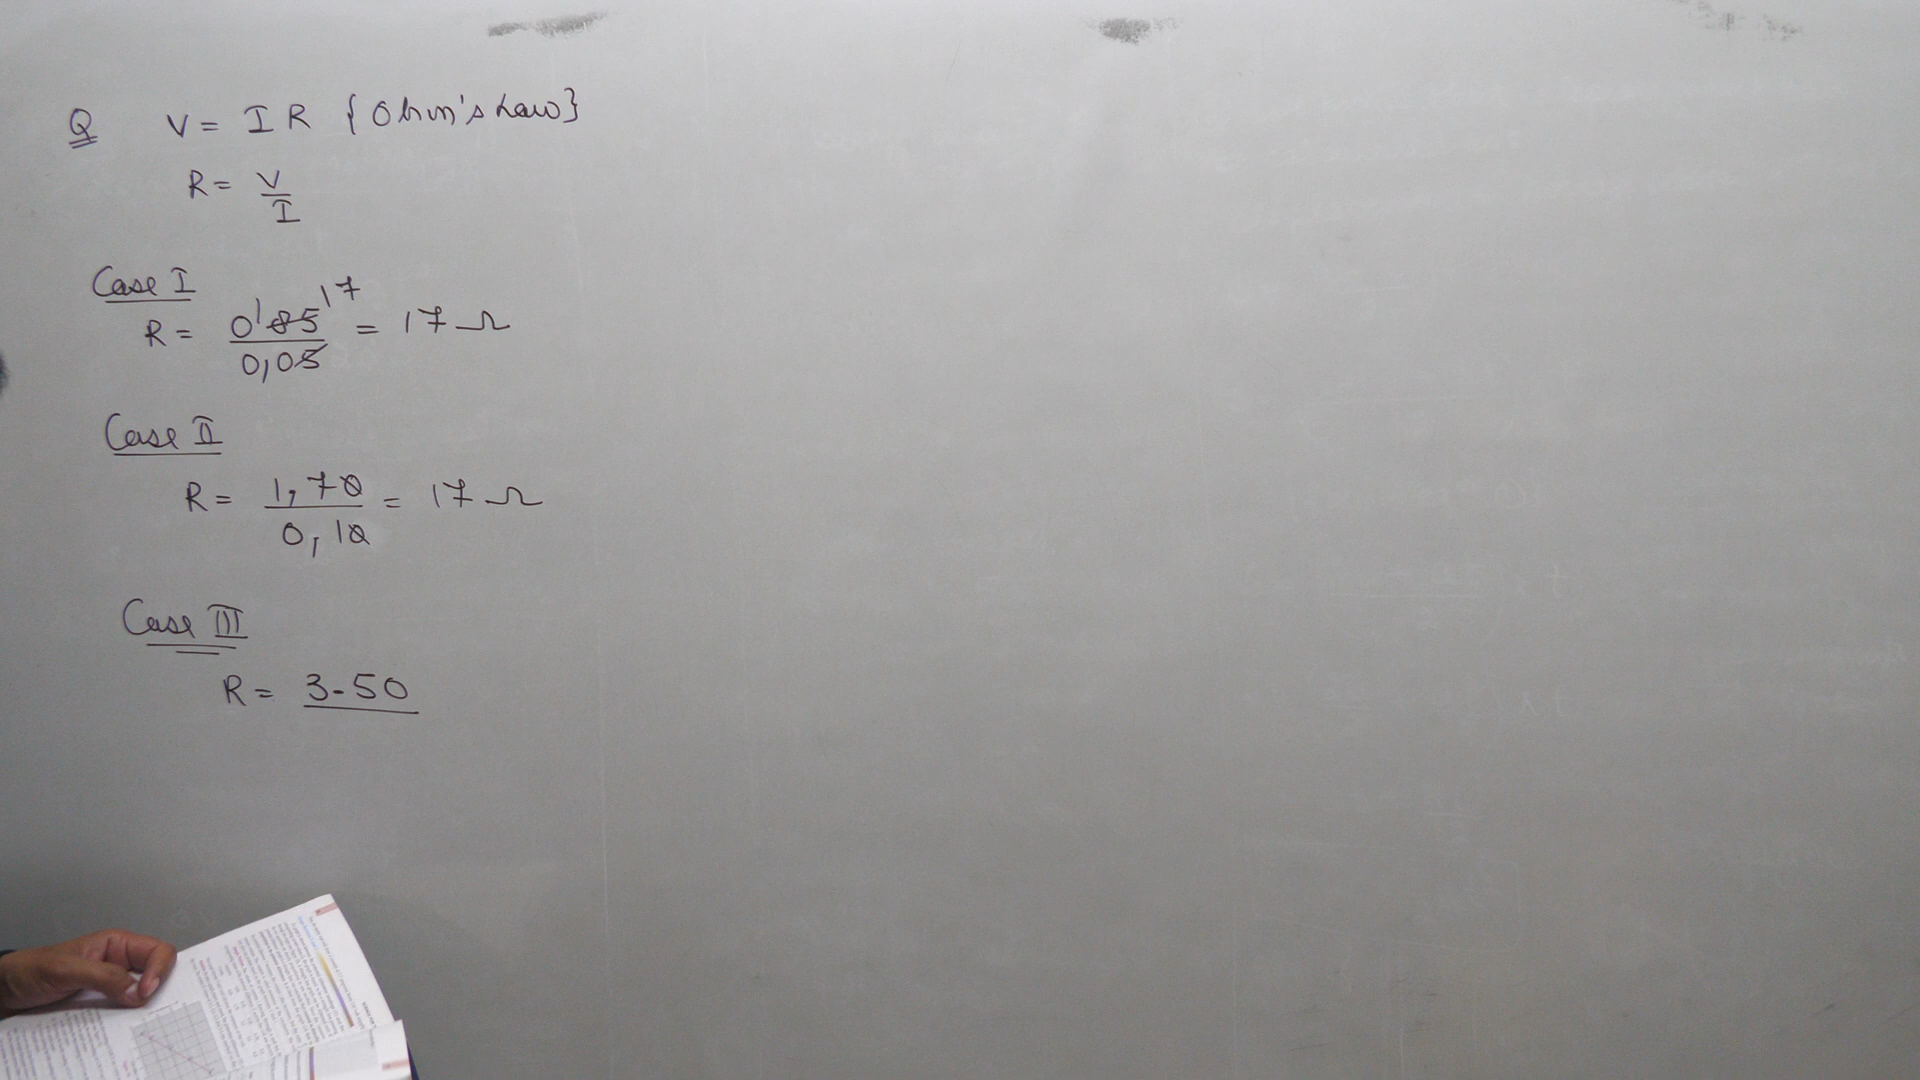 Q V = I R {Ohm's Law}
R = V/I
Case I
R = 0.85/0.05 17 = 17 Ω
Case II
R = 1.70/0.10 = 17 Ω
Case III
R = 3.50